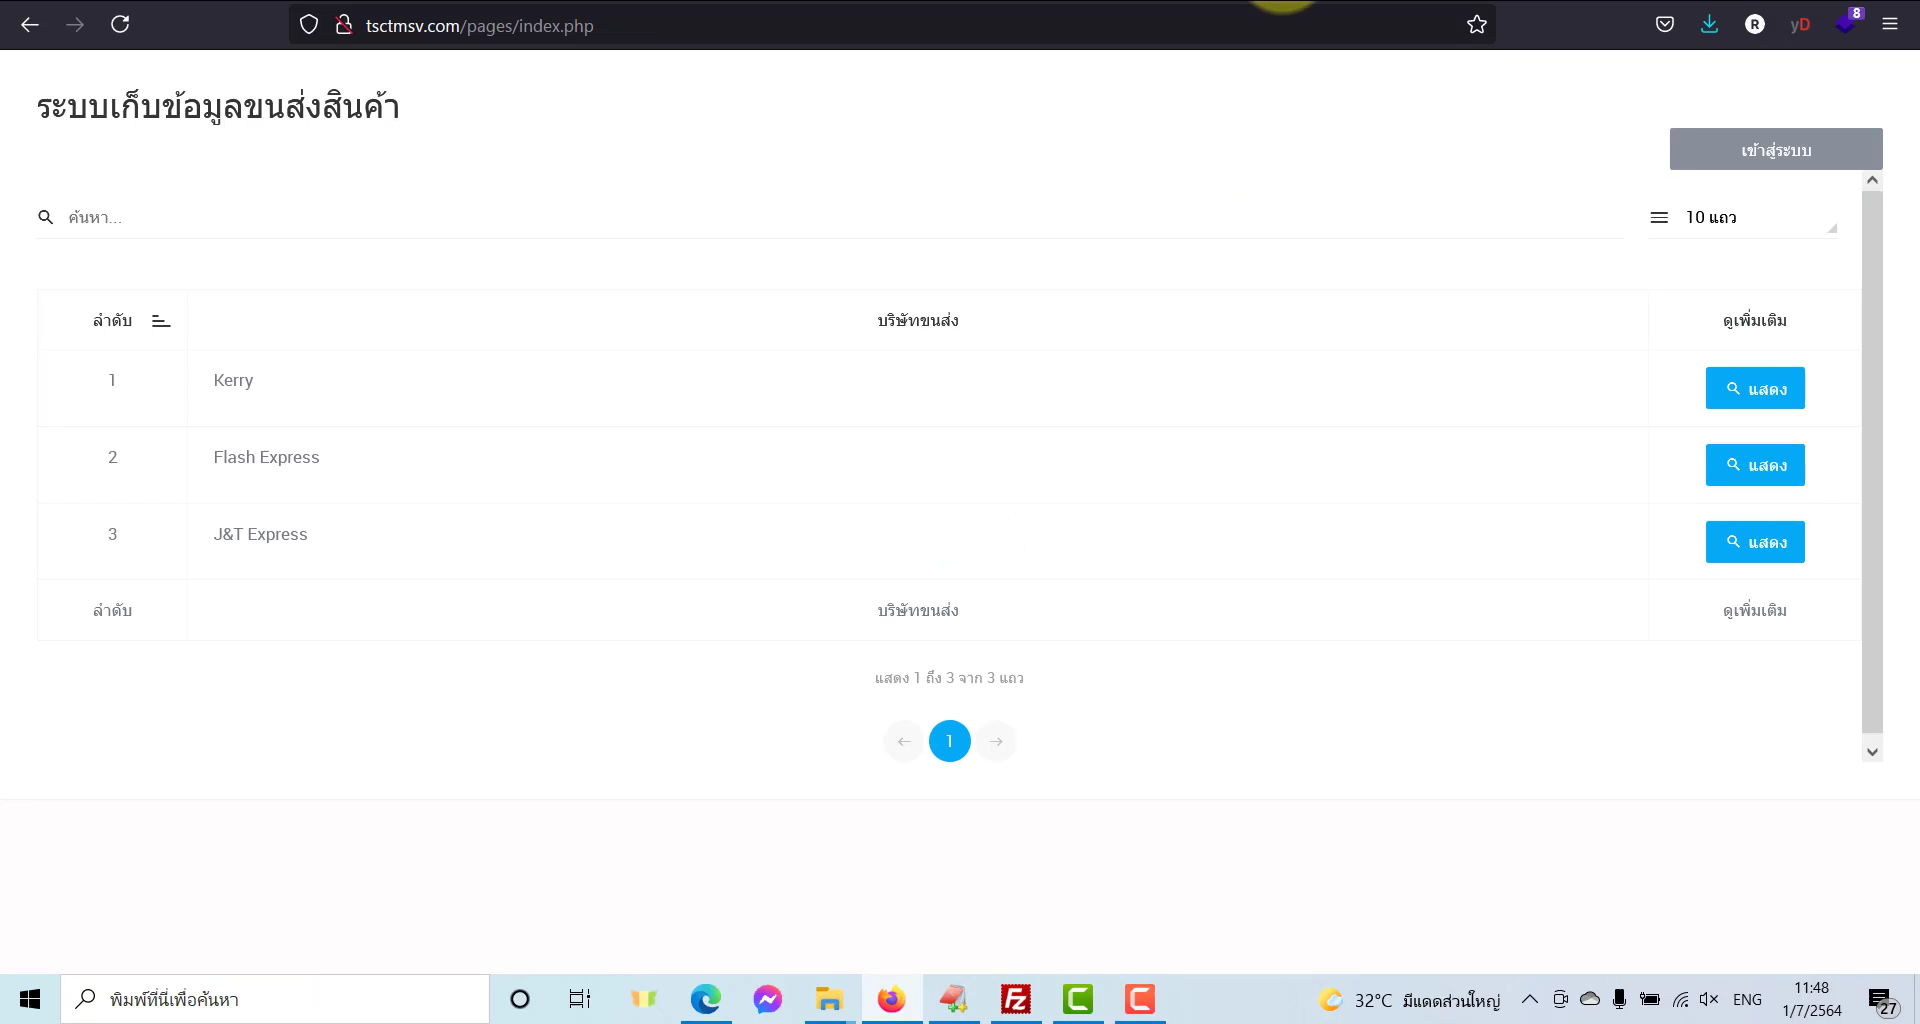 tsctmsv.com/pages/index.php
R
yD
8
ระบบเก็บข้อมูลขนส่งสินค้า
เข้าสู่ระบบ
ค้นหา...
10 แถว
ลำดับ บริษัทขนส่ง ดูเพิ่มเติม
1 Kerry แสดง
2 Flash Express แสดง
3 J&T Express แสดง
ลำดับ บริษัทขนส่ง ดูเพิ่มเติม
แสดง 1 ถึง 3 จาก 3 แถว
1
พิมพ์ที่นี่เพื่อค้นหา
Fz
C
C
32°C มีแดดส่วนใหญ่
ENG
11:48
1/7/2564
27